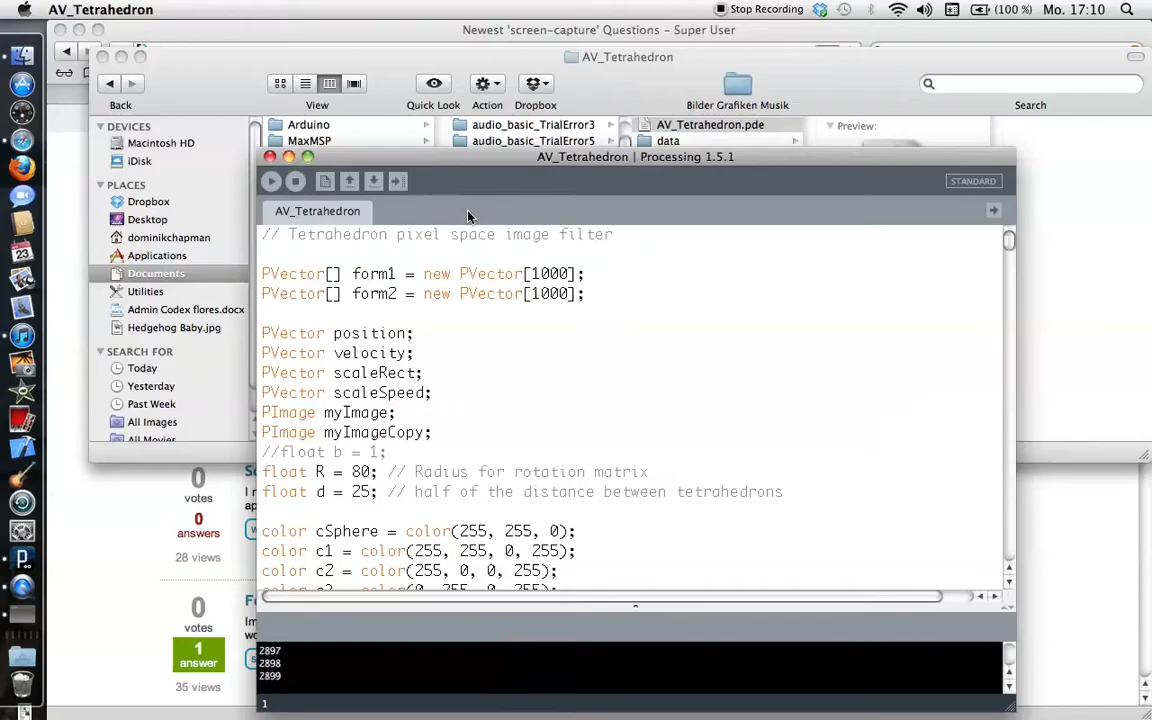 AV_Tetrahedron
Stop Recording
(100 %)
Mo. 17:10
Newest 'screen-capture' Questions - Super User
AV_Tetrahedron
Back
View
Quick Look
Action
Dropbox
Bilder Grafiken Musik
Search
DEVICES
Macintosh HD
iDisk
PLACES
Dropbox
Desktop
dominikchapman
Applications
Documents
Utilities
Admin Codex flores.docx
Hedgehog Baby.jpg
SEARCH FOR
Today
Yesterday
Past Week
All Images
All Movies
Arduino
MaxMSP
audio_basic_TrialError3
audio_basic_TrialError5
AV_Tetrahedron.pde
data
Preview:
AV_Tetrahedron | Processing 1.5.1
STANDARD
AV_Tetrahedron
// Tetrahedron pixel space image filter
PVector[] form1 = new PVector[1000];
PVector[] form2 = new PVector[1000];
PVector position;
PVector velocity;
PVector scaleRect;
PVector scaleSpeed;
PImage myImage;
PImage myImageCopy;
//float b = 1;
float R = 80; // Radius for rotation matrix
float d = 25; // half of the distance between tetrahedrons
color cSphere = color(255, 255, 0);
color c1 = color(255, 255, 0, 255);
color c2 = color(255, 0, 0, 255);
2897
2898
2899
1
0
votes
0
answers
28 views
0
votes
1
answer
35 views